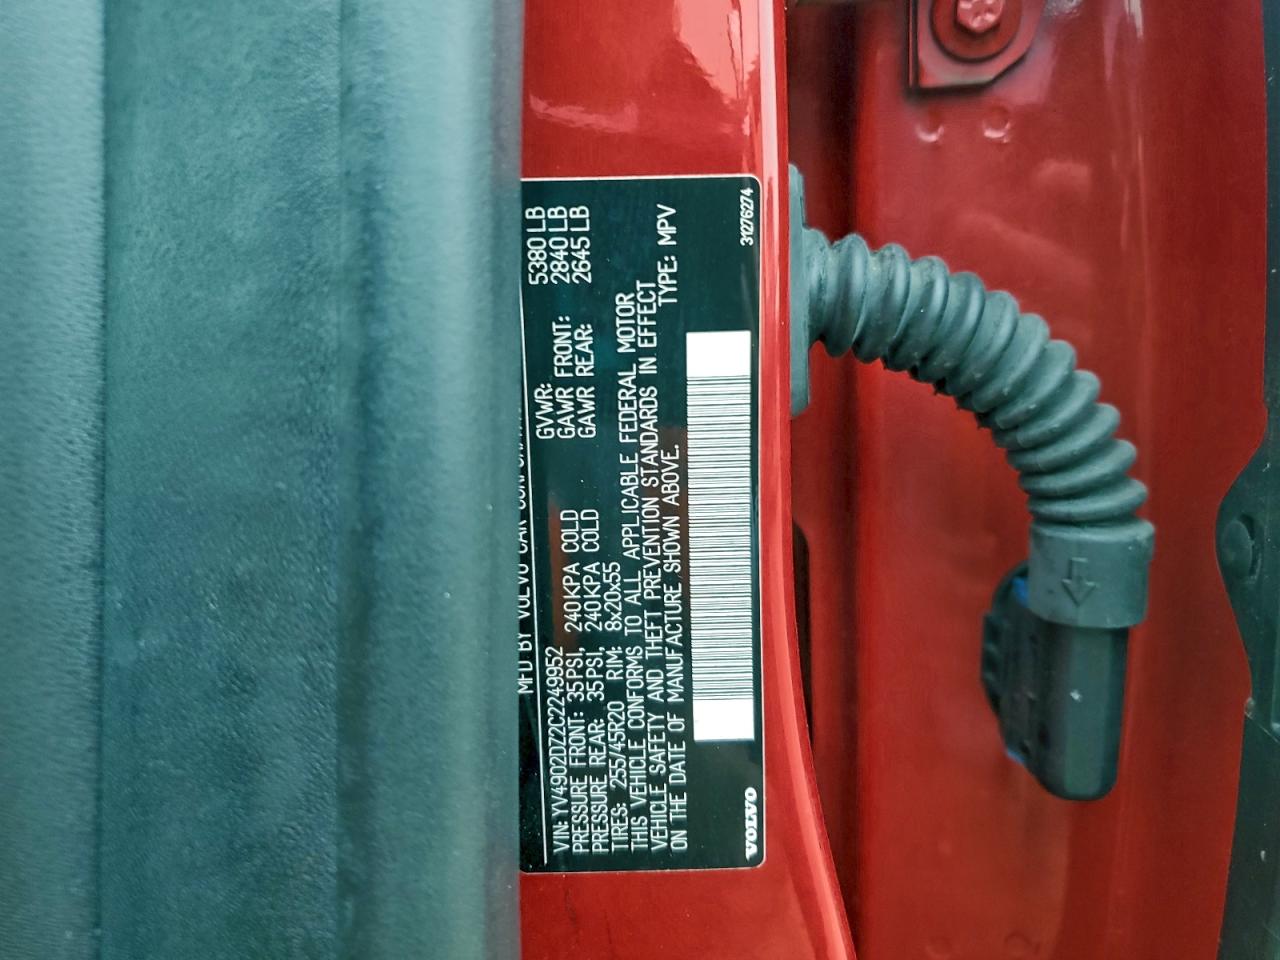 MFD BY VOLVO CAR
GVWR: 5380 LB
GAWR FRONT: 2840 LB
GAWR REAR: 2645 LB
VIN: YV4902DZ2C2249952
PRESSURE FRONT: 35PSI, 240KPA COLD
PRESSURE REAR: 35PSI, 240KPA COLD
TIRES: 255/45R20 RIM: 8x20x55
THIS VEHICLE CONFORMS TO ALL APPLICABLE FEDERAL MOTOR
VEHICLE SAFETY AND THEFT PREVENTION STANDARDS IN EFFECT
ON THE DATE OF MANUFACTURE SHOWN ABOVE.
TYPE: MPV
VOLVO
31276274